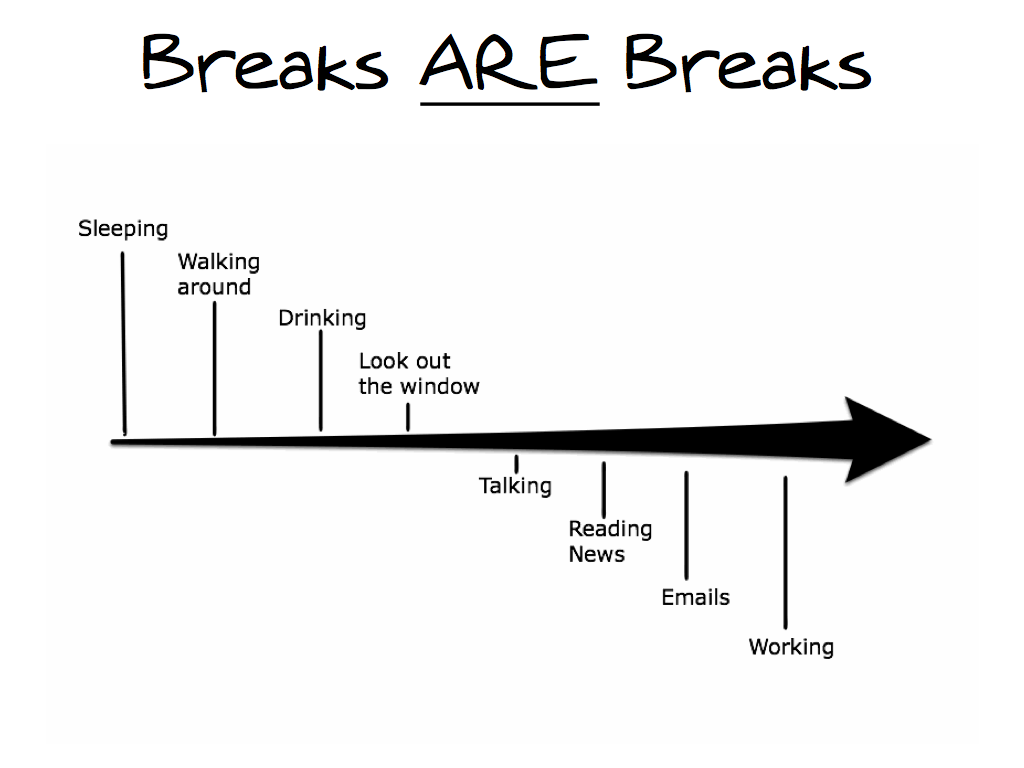 Breaks ARE Breaks
Sleeping
Walking
around
Drinking
Look out
the window
Talking
Reading
News
Emails
Working